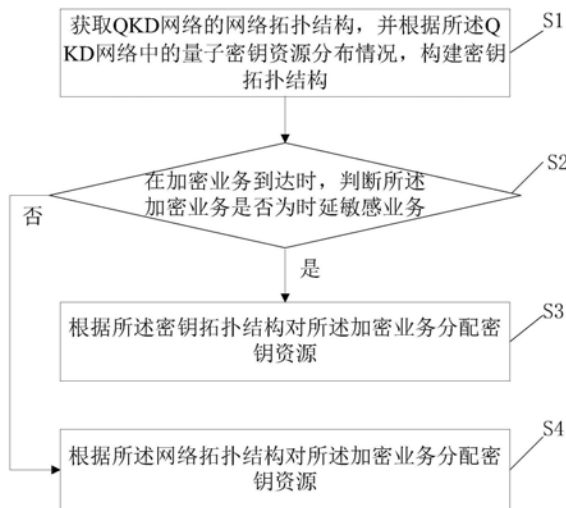 获取QKD网络的网络拓扑结构，并根据所述Q
KD网络中的量子密钥资源分布情况，构建密钥
拓扑结构
S1
在加密业务到达时，判断所述
加密业务是否为时延敏感业务
S2
否
是
根据所述密钥拓扑结构对所述加密业务分配密
钥资源
S3
根据所述网络拓扑结构对所述加密业务分配密
钥资源
S4